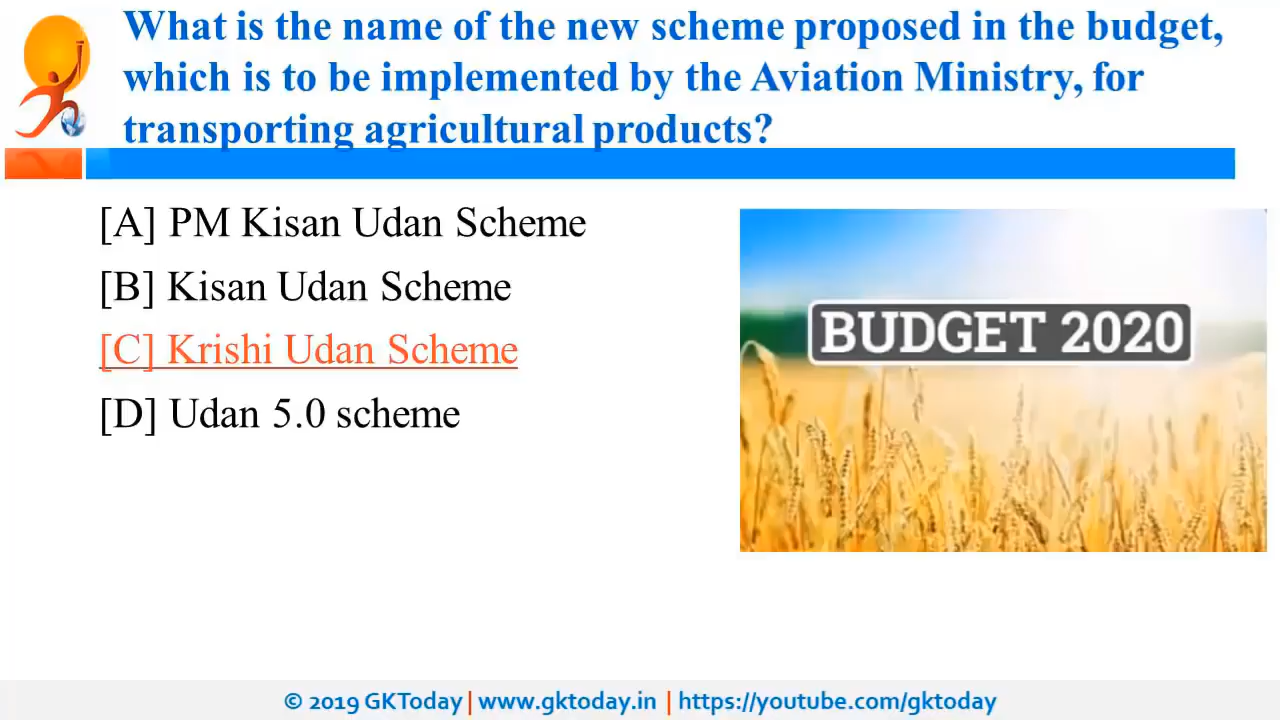 What is the name of the new scheme proposed in the budget,
which is to be implemented by the Aviation Ministry, for
transporting agricultural products?
[A] PM Kisan Udan Scheme
[B] Kisan Udan Scheme
[C] Krishi Udan Scheme
[D] Udan 5.0 scheme
BUDGET 2020
© 2019 GKToday | www.gktoday.in | https://youtube.com/gktoday